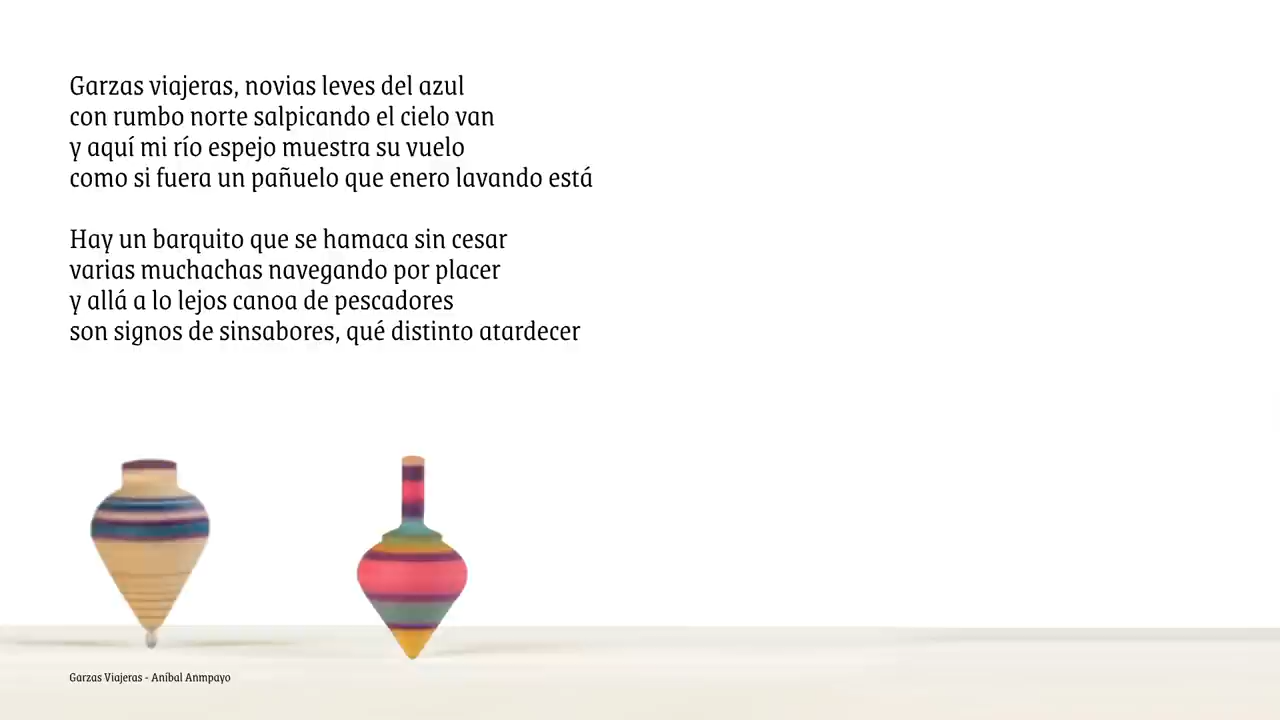 Garzas viajeras, novias leves del azul
con rumbo norte salpicando el cielo van
y aquí mi río espejo muestra su vuelo
como si fuera un pañuelo que enero lavando está
Hay un barquito que se hamaca sin cesar
varias muchachas navegando por placer
y allá a lo lejos canoa de pescadores
son signos de sinsabores, qué distinto atardecer
Garzas Viajeras - Aníbal Anmpayo